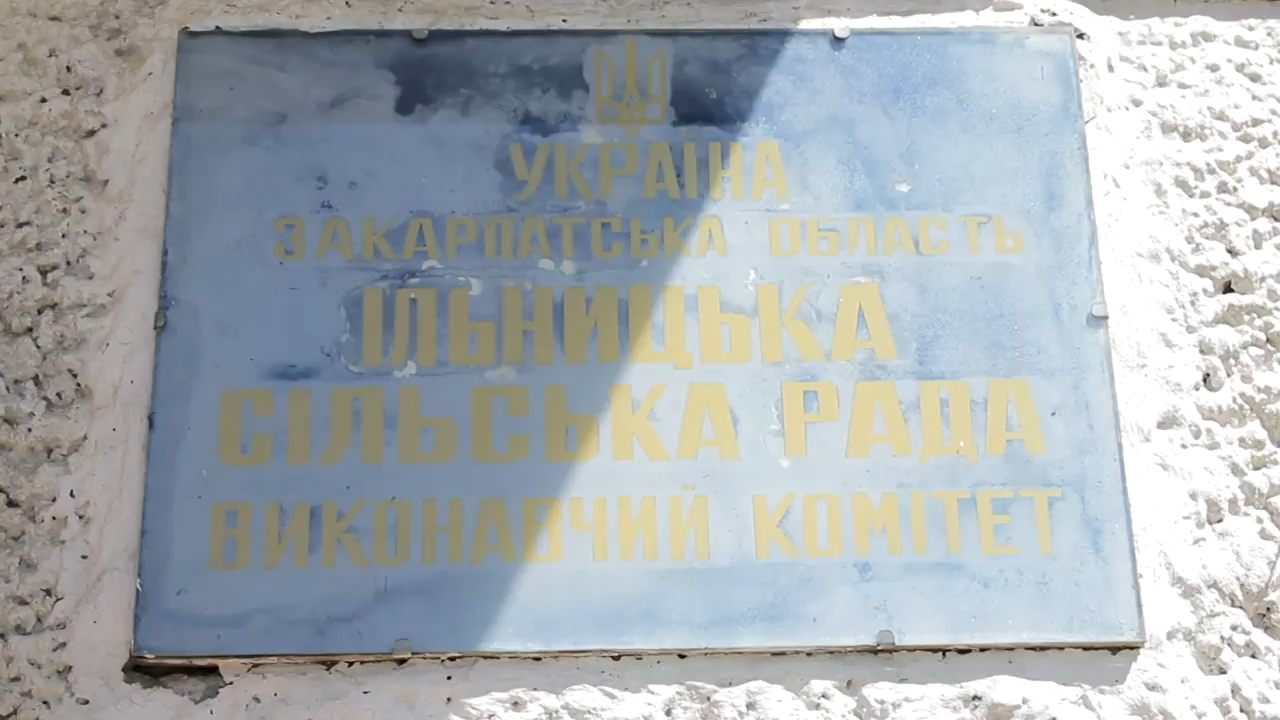 УКРАЇНА
ЗАКАРПАТСЬКА ОБЛАСТЬ
ІЛЬНИЦЬКА
СІЛЬСЬКА РАДА
ВИКОНАВЧИЙ КОМІТЕТ